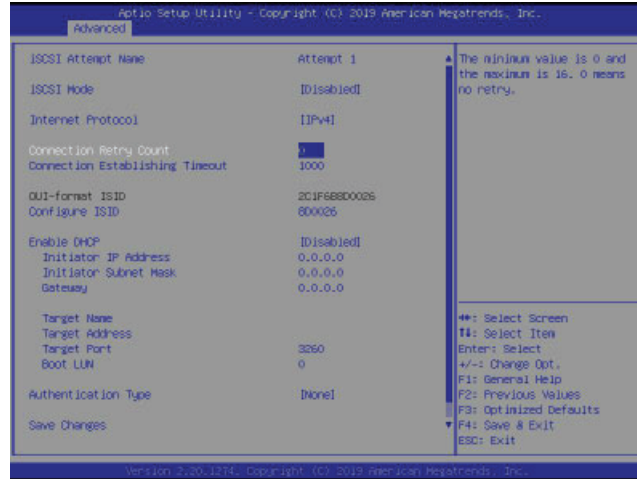 Aptio Setup Utility - Copyright (C) 2019 American Megatrends, Inc.
Advanced
iSCSI Attempt Name Attempt 1
iSCSI Mode [Disabled]
Internet Protocol [IPv4]
Connection Retry Count 0
Connection Establishing Timeout 1000
OUI-format ISID 2C1F6B8D0026
Configure ISID 8D0026
Enable DHCP [Disabled]
Initiator IP Address 0.0.0.0
Initiator Subnet Mask 0.0.0.0
Gateway 0.0.0.0
Target Name
Target Address
Target Port 3260
Boot LUN 0
Authentication Type [None]
Save Changes
The minimum value is 0 and
the maximum is 16. 0 means
no retry.
→←: Select Screen
↑↓: Select Item
Enter: Select
+/-: Change Opt.
F1: General Help
F2: Previous Values
F3: Optimized Defaults
F4: Save & Exit
ESC: Exit
Version 2.20.1274. Copyright (C) 2019 American Megatrends, Inc.